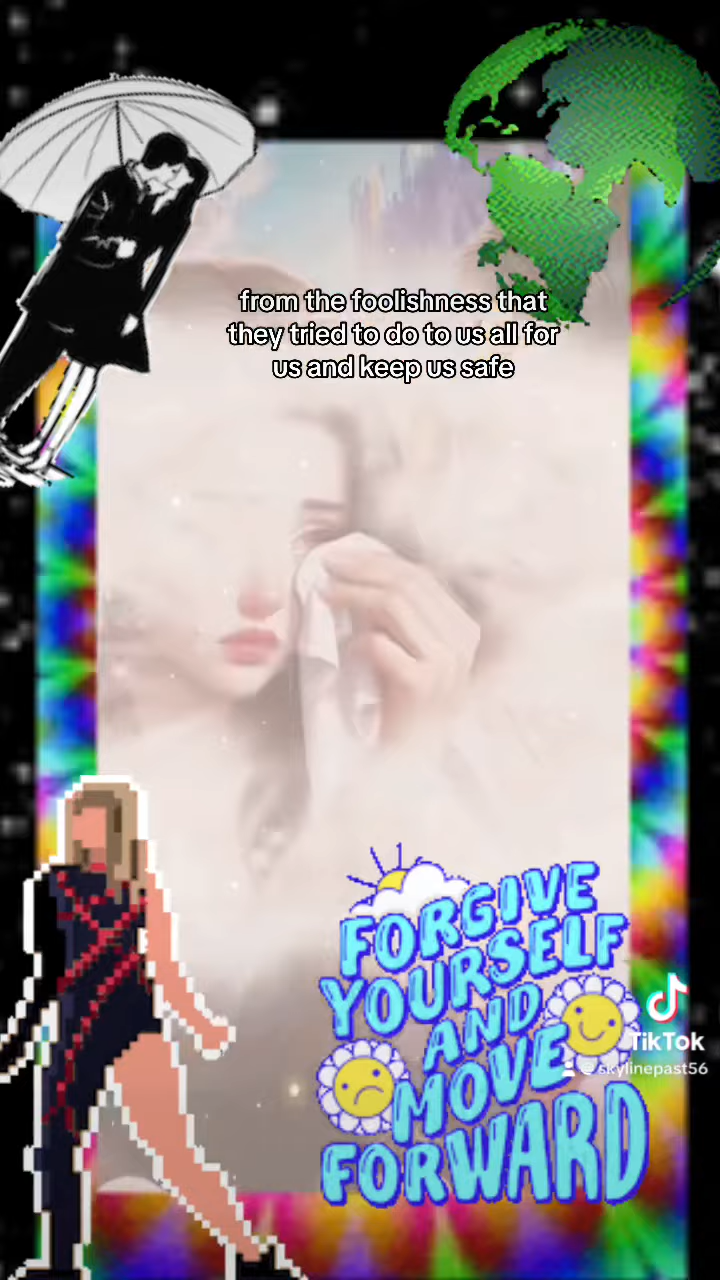 from the foolishness that
they tried to do to us all for
us and keep us safe
FORGIVE
YOURSELF
AND
MOVE
FORWARD
TikTok
@skylinepast56